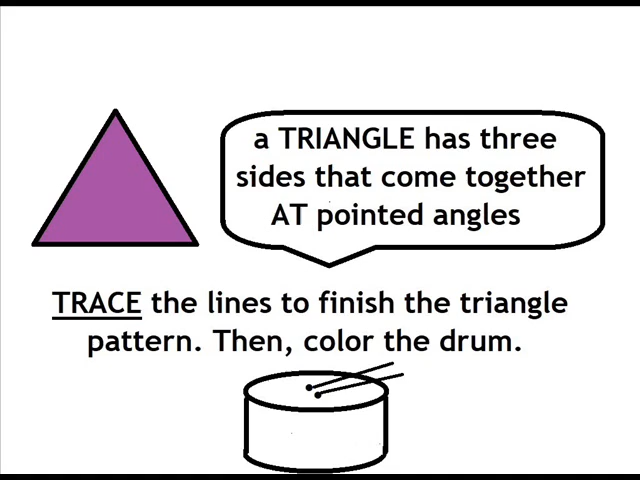 a TRIANGLE has three
sides that come together
AT pointed angles
TRACE the lines to finish the triangle
pattern. Then, color the drum.